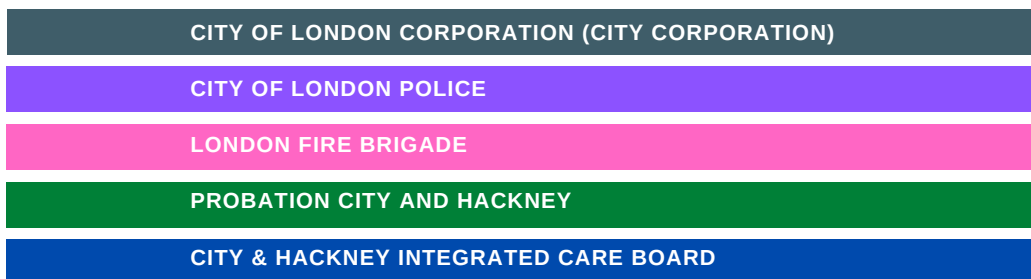 CITY OF LONDON CORPORATION (CITY CORPORATION)
CITY OF LONDON POLICE
LONDON FIRE BRIGADE
PROBATION CITY AND HACKNEY
CITY & HACKNEY INTEGRATED CARE BOARD